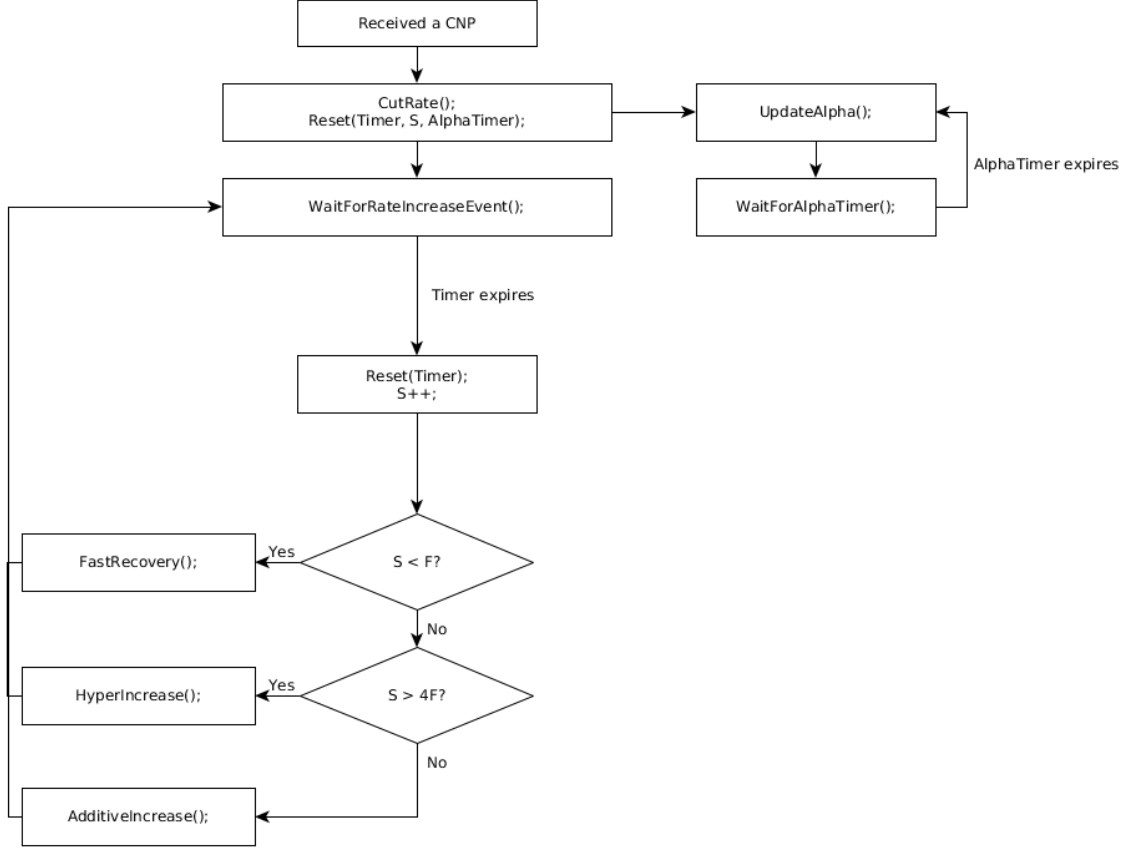 Received a CNP
CutRate();
Reset(Timer, S, AlphaTimer);
UpdateAlpha();
AlphaTimer expires
WaitForRateIncreaseEvent();
WaitForAlphaTimer();
Timer expires
Reset(Timer);
S++;
FastRecovery();
Yes
S < F?
No
HyperIncrease();
Yes
S > 4F?
No
AdditiveIncrease();